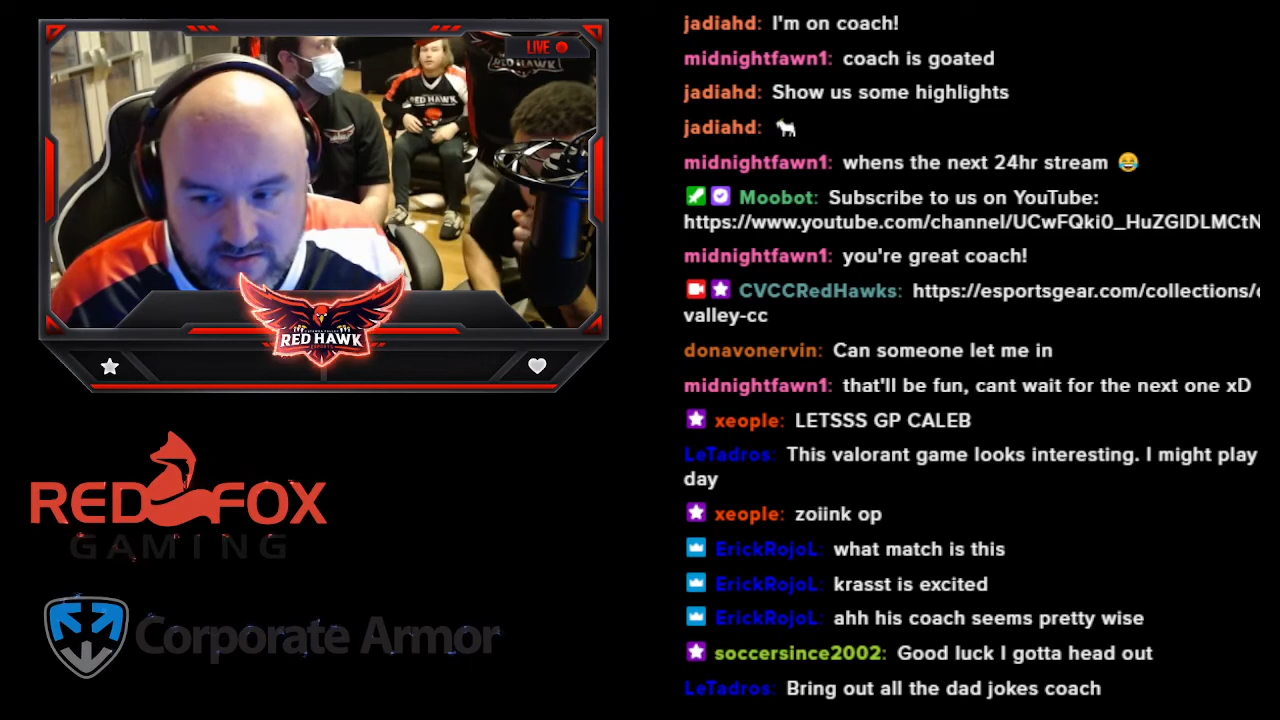 LIVE
RED HAWK
RED HAWK
RED HAWK
ESPORTS
RED FOX
GAMING
Corporate Armor
jadiahd: I'm on coach!
midnightfawn1: coach is goated
jadiahd: Show us some highlights
jadiahd: 🐐
midnightfawn1: whens the next 24hr stream 😂
Moobot: Subscribe to us on YouTube:
https://www.youtube.com/channel/UCwFQki0_HuZGIDLMCtN
midnightfawn1: you're great coach!
CVCCRedHawks: https://esportsgear.com/collections/
valley-cc
donavonervin: Can someone let me in
midnightfawn1: that'll be fun, cant wait for the next one xD
xeople: LETSSS GP CALEB
LeTadros: This valorant game looks interesting. I might play
day
xeople: zoiink op
ErickRojoL: what match is this
ErickRojoL: krasst is excited
ErickRojoL: ahh his coach seems pretty wise
soccersince2002: Good luck I gotta head out
LeTadros: Bring out all the dad jokes coach